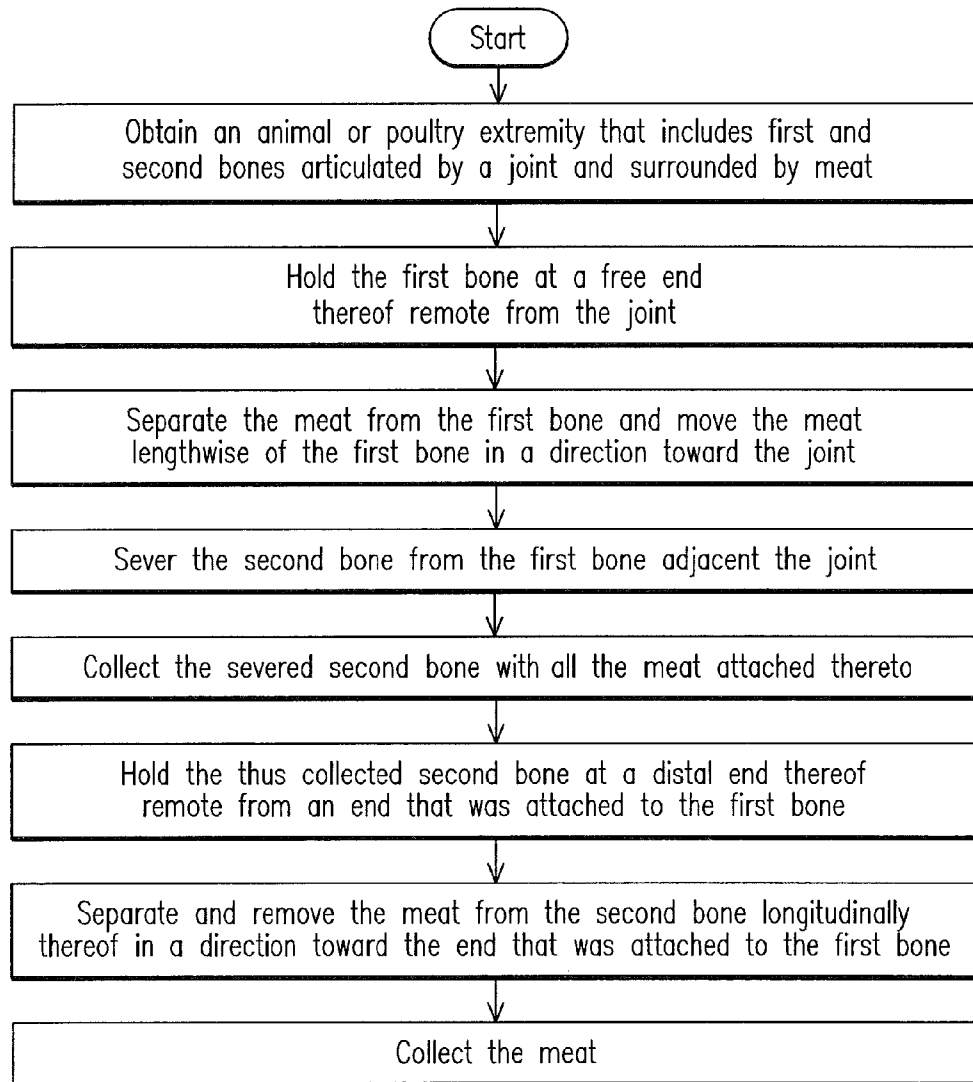 Start
Obtain an animal or poultry extremity that includes first and
second bones articulated by a joint and surrounded by meat
Hold the first bone at a free end
thereof remote from the joint
Separate the meat from the first bone and move the meat
lengthwise of the first bone in a direction toward the joint
Sever the second bone from the first bone adjacent the joint
Collect the severed second bone with all the meat attached thereto
Hold the thus collected second bone at a distal end thereof
remote from an end that was attached to the first bone
Separate and remove the meat from the second bone longitudinally
thereof in a direction toward the end that was attached to the first bone
Collect the meat